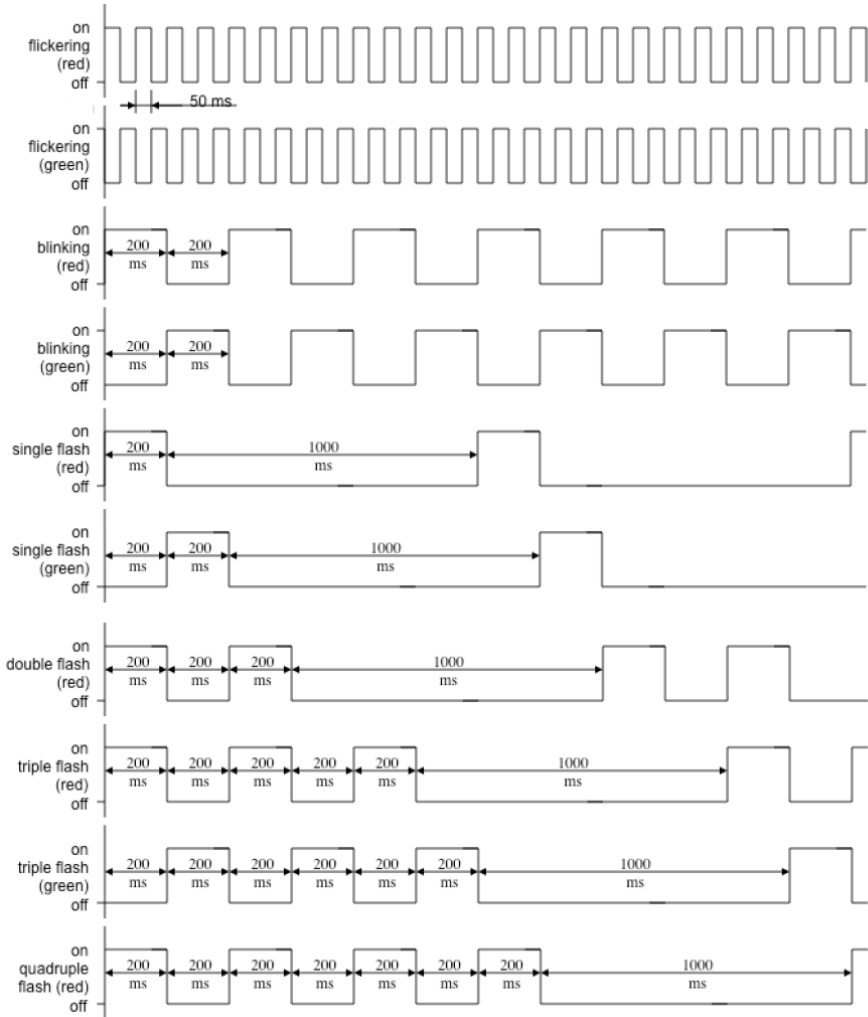 on
flickering
(red)
off
50 ms
on
flickering
(green)
off
on
blinking
(red)
off
200 ms
200 ms
on
blinking
(green)
off
200 ms
200 ms
on
single flash
(red)
off
200 ms
1000 ms
on
single flash
(green)
off
200 ms
200 ms
1000 ms
on
double flash
(red)
off
200 ms
200 ms
200 ms
1000 ms
on
triple flash
(red)
off
200 ms
200 ms
200 ms
200 ms
200 ms
1000 ms
on
triple flash
(green)
off
200 ms
200 ms
200 ms
200 ms
200 ms
200 ms
1000 ms
on
quadruple
flash (red)
off
200 ms
200 ms
200 ms
200 ms
200 ms
200 ms
200 ms
1000 ms